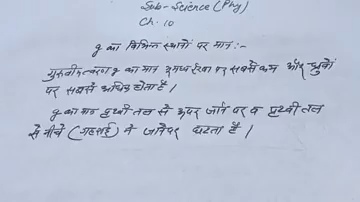 Sub-Science (Phy)
Ch. 10
g का विभिन्न स्थानों पर मान :-
गुरुत्वीय त्वरण g का मान भूमध्य रेखा पर सबसे कम और ध्रुवों
पर सबसे अधिक होता है।
g का मान पृथ्वी तल से ऊपर जाने पर व पृथ्वी तल
से नीचे (गहराई) में जाने पर घटता है।